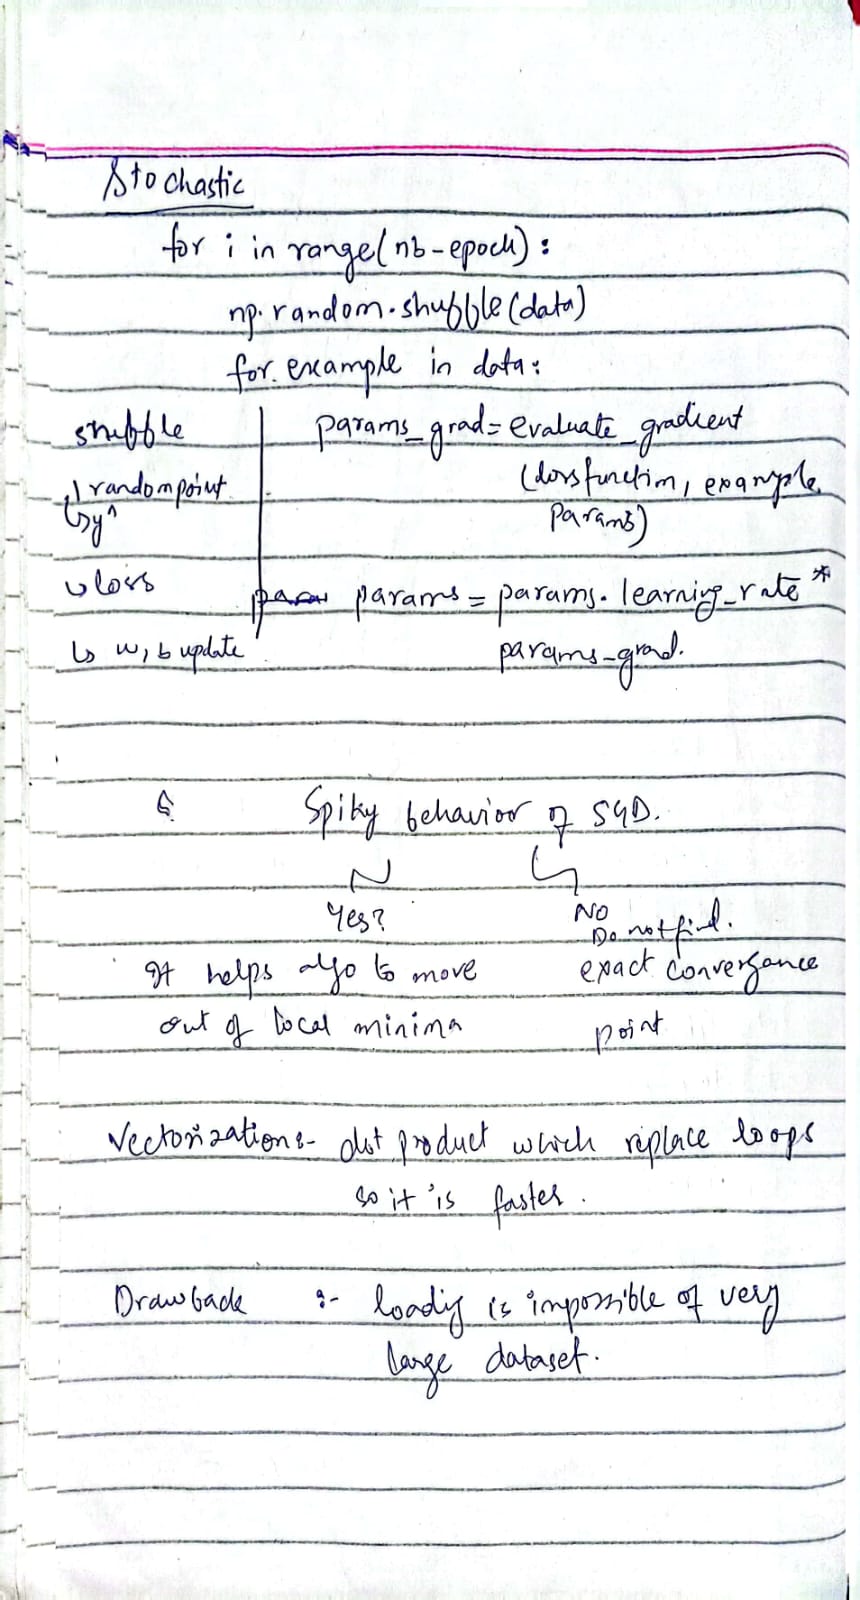 Stochastic
for i in range(nb-epoch):
np.random.shuffle(data)
for example in data:
shuffle
params_grad = evaluate_gradient
1 random point
(loss function, example,
↳ y^
params)
↳ loss
params = params. learning_rate *
↳ w, b update
params_grad.
Spiky behavior of SGD.
Yes?
No
Do not find.
It helps algo to move
exact convergance
out of local minima
point
Vectorization :- dot product which replace loops
so it is faster.
Drawback :- loadig is impossible of very
large dataset.